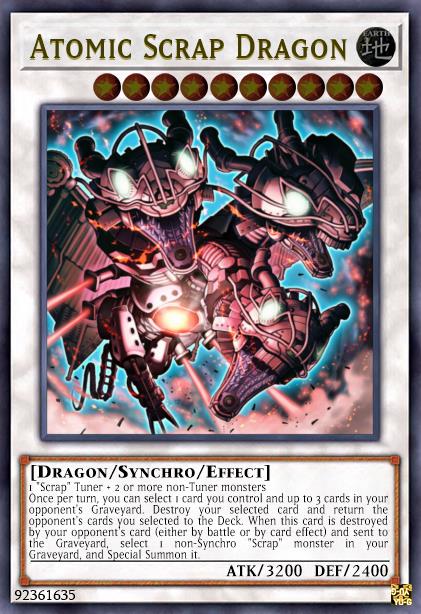 Atomic Scrap Dragon
EARTH
地
[Dragon/Synchro/Effect]
1 "Scrap" Tuner + 2 or more non-Tuner monsters
Once per turn, you can select 1 card you control and up to 3 cards in your
opponent's Graveyard. Destroy your selected card and return the
opponent's cards you selected to the Deck. When this card is destroyed
by your opponent's card (either by battle or by card effect) and sent to
the Graveyard, select 1 non-Synchro "Scrap" monster in your
Graveyard, and Special Summon it.
ATK/3200 DEF/2400
92361635